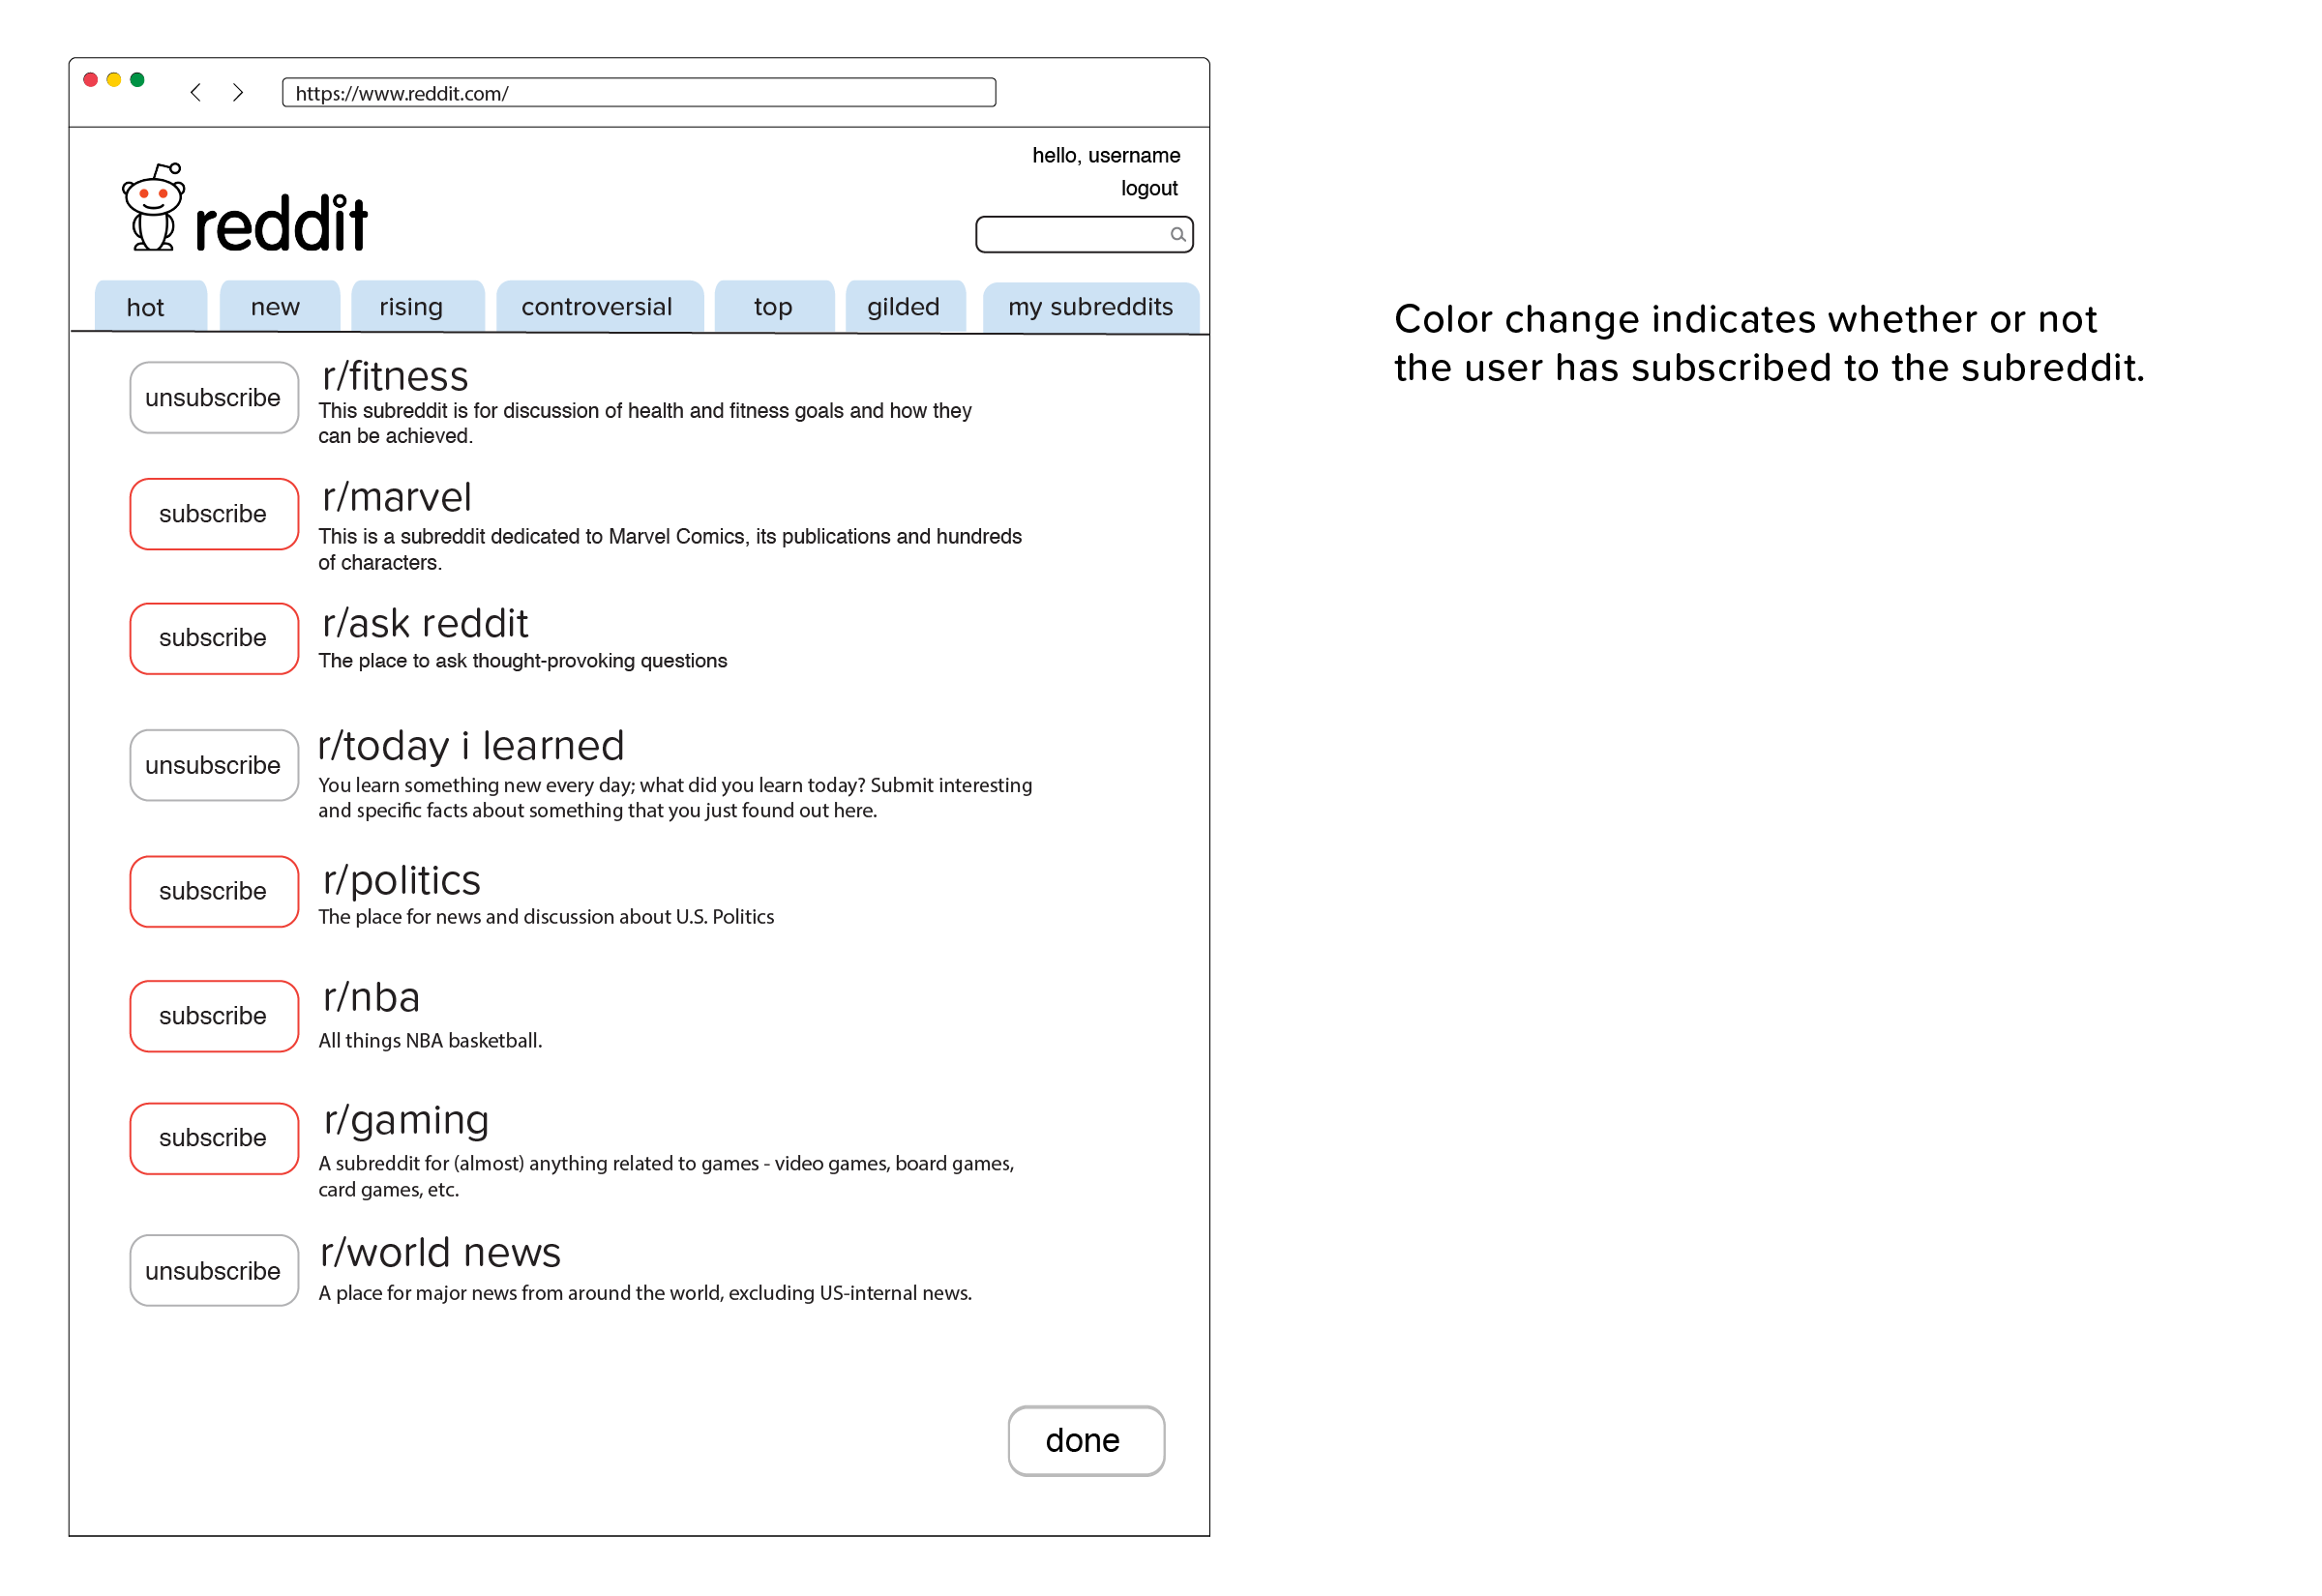 https://www.reddit.com/
hello, username
logout
reddit
hot new rising controversial top gilded my subreddits
unsubscribe
r/fitness
This subreddit is for discussion of health and fitness goals and how they
can be achieved.
subscribe
r/marvel
This is a subreddit dedicated to Marvel Comics, its publications and hundreds
of characters.
subscribe
r/ask reddit
The place to ask thought-provoking questions
unsubscribe
r/today i learned
You learn something new every day; what did you learn today? Submit interesting
and specific facts about something that you just found out here.
subscribe
r/politics
The place for news and discussion about U.S. Politics
subscribe
r/nba
All things NBA basketball.
subscribe
r/gaming
A subreddit for (almost) anything related to games - video games, board games,
card games, etc.
unsubscribe
r/world news
A place for major news from around the world, excluding US-internal news.
done
Color change indicates whether or not
the user has subscribed to the subreddit.